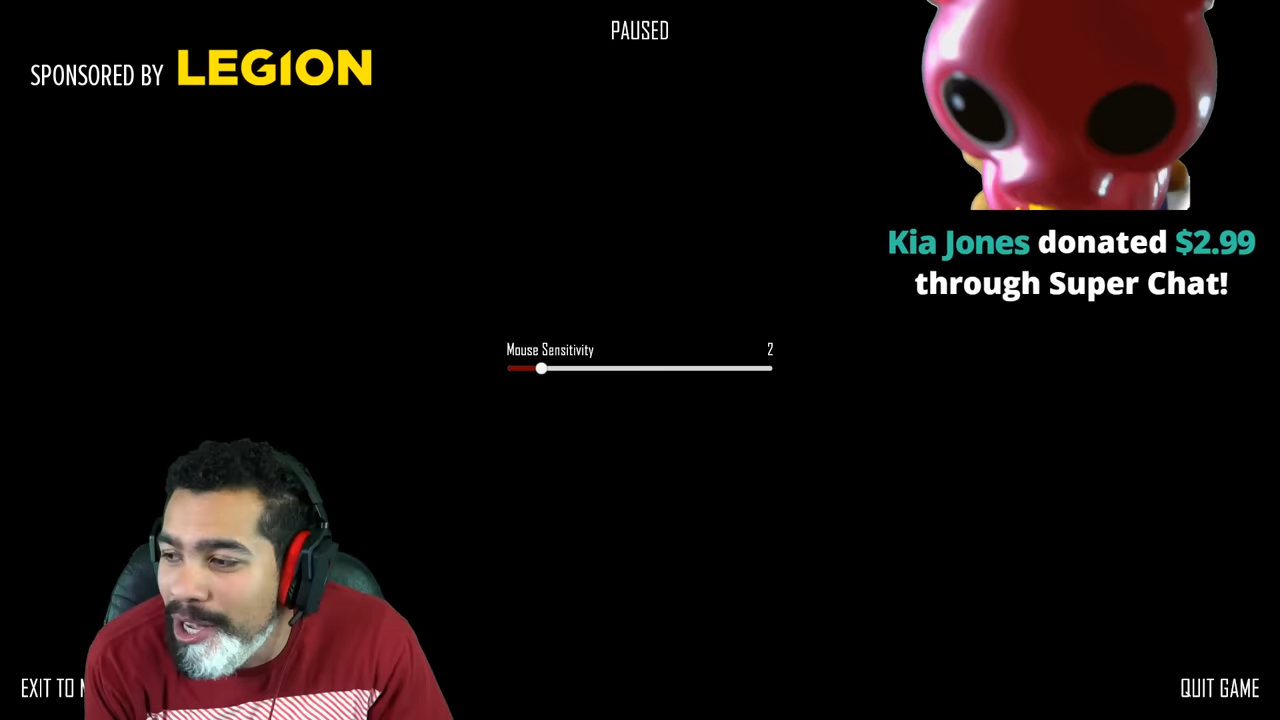 PAUSED
SPONSORED BY LEGION
Kia Jones donated $2.99
through Super Chat!
Mouse Sensitivity 2
EXIT TO
QUIT GAME